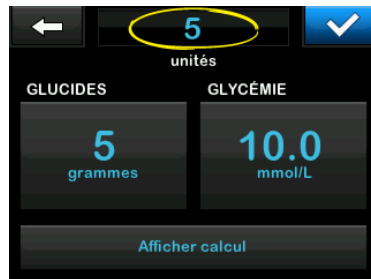 5
unités
GLUCIDES
GLYCÉMIE
5
grammes
10.0
mmol/L
Afficher calcul